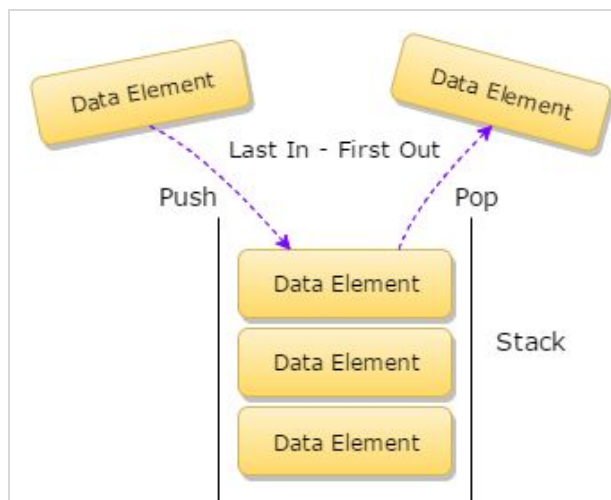 Data Element
Data Element
Last In - First Out
Push
Pop
Data Element
Stack
Data Element
Data Element